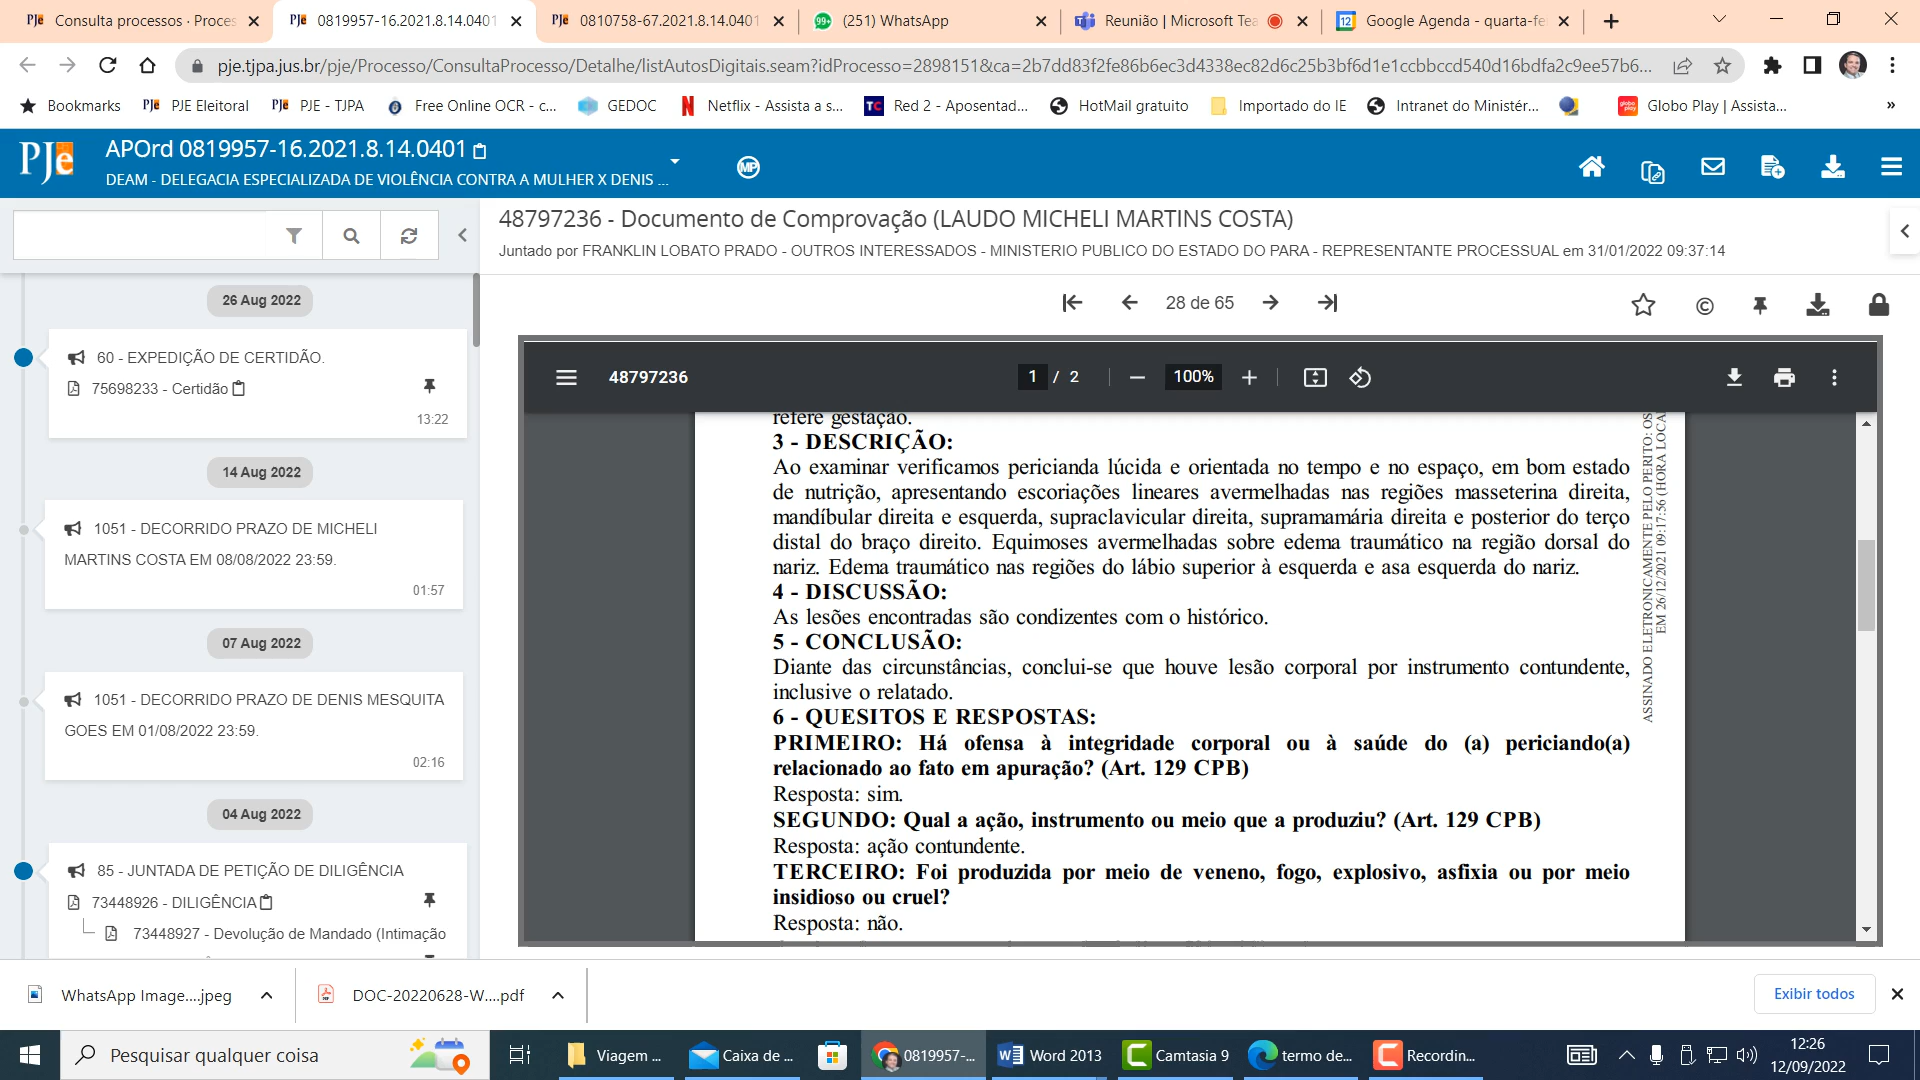 Consulta processos · Proces
0819957-16.2021.8.14.0401
0810758-67.2021.8.14.0401
(251) WhatsApp
Reunião | Microsoft Tea
Google Agenda - quarta-fe
pje.tjpa.jus.br/pje/Processo/ConsultaProcesso/Detalhe/listAutosDigitais.seam?idProcesso=2898151&ca=2b7dd83f2fe86b6ec3d4338ec82d6c25b3bf6d1e1ccbbccd540d16bdfa2c9ee57b6...
Bookmarks
PJE Eleitoral
PJE - TJPA
Free Online OCR - c...
GEDOC
Netflix - Assista a s...
Red 2 - Aposentad...
HotMail gratuito
Importado do IE
Intranet do Ministér...
Globo Play | Assista...
»
PJe
APOrd 0819957-16.2021.8.14.0401
DEAM - DELEGACIA ESPECIALIZADA DE VIOLÊNCIA CONTRA A MULHER X DENIS ...
MP
48797236 - Documento de Comprovação (LAUDO MICHELI MARTINS COSTA)
Juntado por FRANKLIN LOBATO PRADO - OUTROS INTERESSADOS - MINISTERIO PUBLICO DO ESTADO DO PARA - REPRESENTANTE PROCESSUAL em 31/01/2022 09:37:14
28 de 65
26 Aug 2022
60 - EXPEDIÇÃO DE CERTIDÃO.
75698233 - Certidão
13:22
14 Aug 2022
1051 - DECORRIDO PRAZO DE MICHELI
MARTINS COSTA EM 08/08/2022 23:59.
01:57
07 Aug 2022
1051 - DECORRIDO PRAZO DE DENIS MESQUITA
GOES EM 01/08/2022 23:59.
02:16
04 Aug 2022
85 - JUNTADA DE PETIÇÃO DE DILIGÊNCIA
73448926 - DILIGÊNCIA
73448927 - Devolução de Mandado (Intimação
48797236
1 / 2
100%
refere gestação.
3 - DESCRIÇÃO:
Ao examinar verificamos pericianda lúcida e orientada no tempo e no espaço, em bom estado
de nutrição, apresentando escoriações lineares avermelhadas nas regiões masseterina direita,
mandíbular direita e esquerda, supraclavicular direita, supramamária direita e posterior do terço
distal do braço direito. Equimoses avermelhadas sobre edema traumático na região dorsal do
nariz. Edema traumático nas regiões do lábio superior à esquerda e asa esquerda do nariz.
4 - DISCUSSÃO:
As lesões encontradas são condizentes com o histórico.
5 - CONCLUSÃO:
Diante das circunstâncias, conclui-se que houve lesão corporal por instrumento contundente,
inclusive o relatado.
6 - QUESITOS E RESPOSTAS:
PRIMEIRO: Há ofensa à integridade corporal ou à saúde do (a) periciando(a)
relacionado ao fato em apuração? (Art. 129 CPB)
Resposta: sim.
SEGUNDO: Qual a ação, instrumento ou meio que a produziu? (Art. 129 CPB)
Resposta: ação contundente.
TERCEIRO: Foi produzida por meio de veneno, fogo, explosivo, asfixia ou por meio
insidioso ou cruel?
Resposta: não.
ASSINADO ELETRONICAMENTE PELO PERITO: OS
EM 26/12/2021 09:17:56 (HORA LOCA
WhatsApp Image....jpeg
DOC-20220628-W....pdf
Exibir todos
Pesquisar qualquer coisa
Viagem ...
Caixa de ...
0819957-...
Word 2013
Camtasia 9
termo de...
Recordin...
12:26
12/09/2022